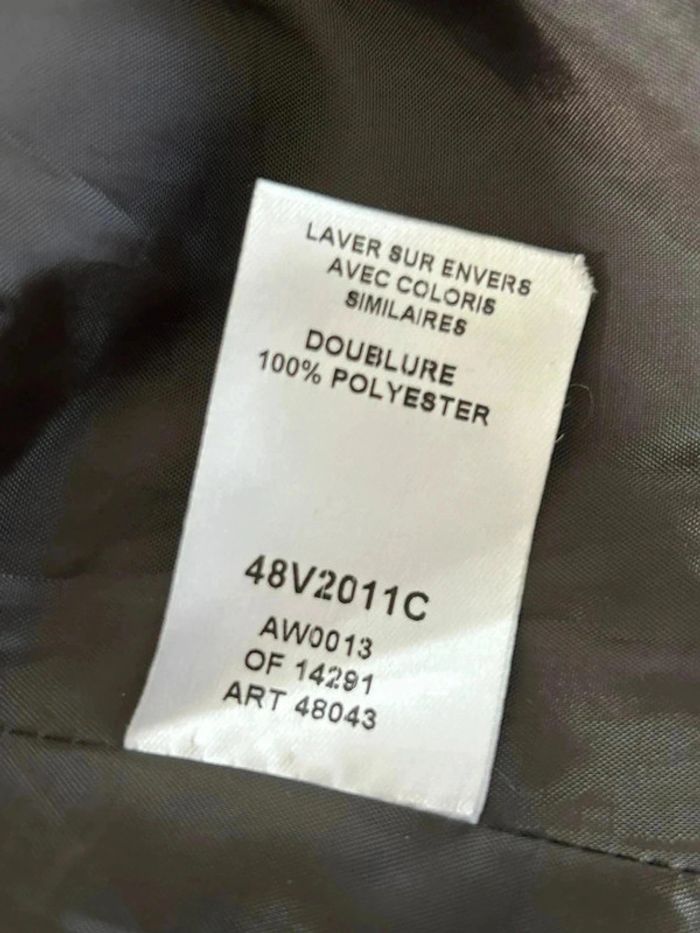 LAVER SUR ENVERS
AVEC COLORIS
SIMILAIRES
DOUBLURE
100% POLYESTER
48V2011C
AW0013
OF 14291
ART 48043